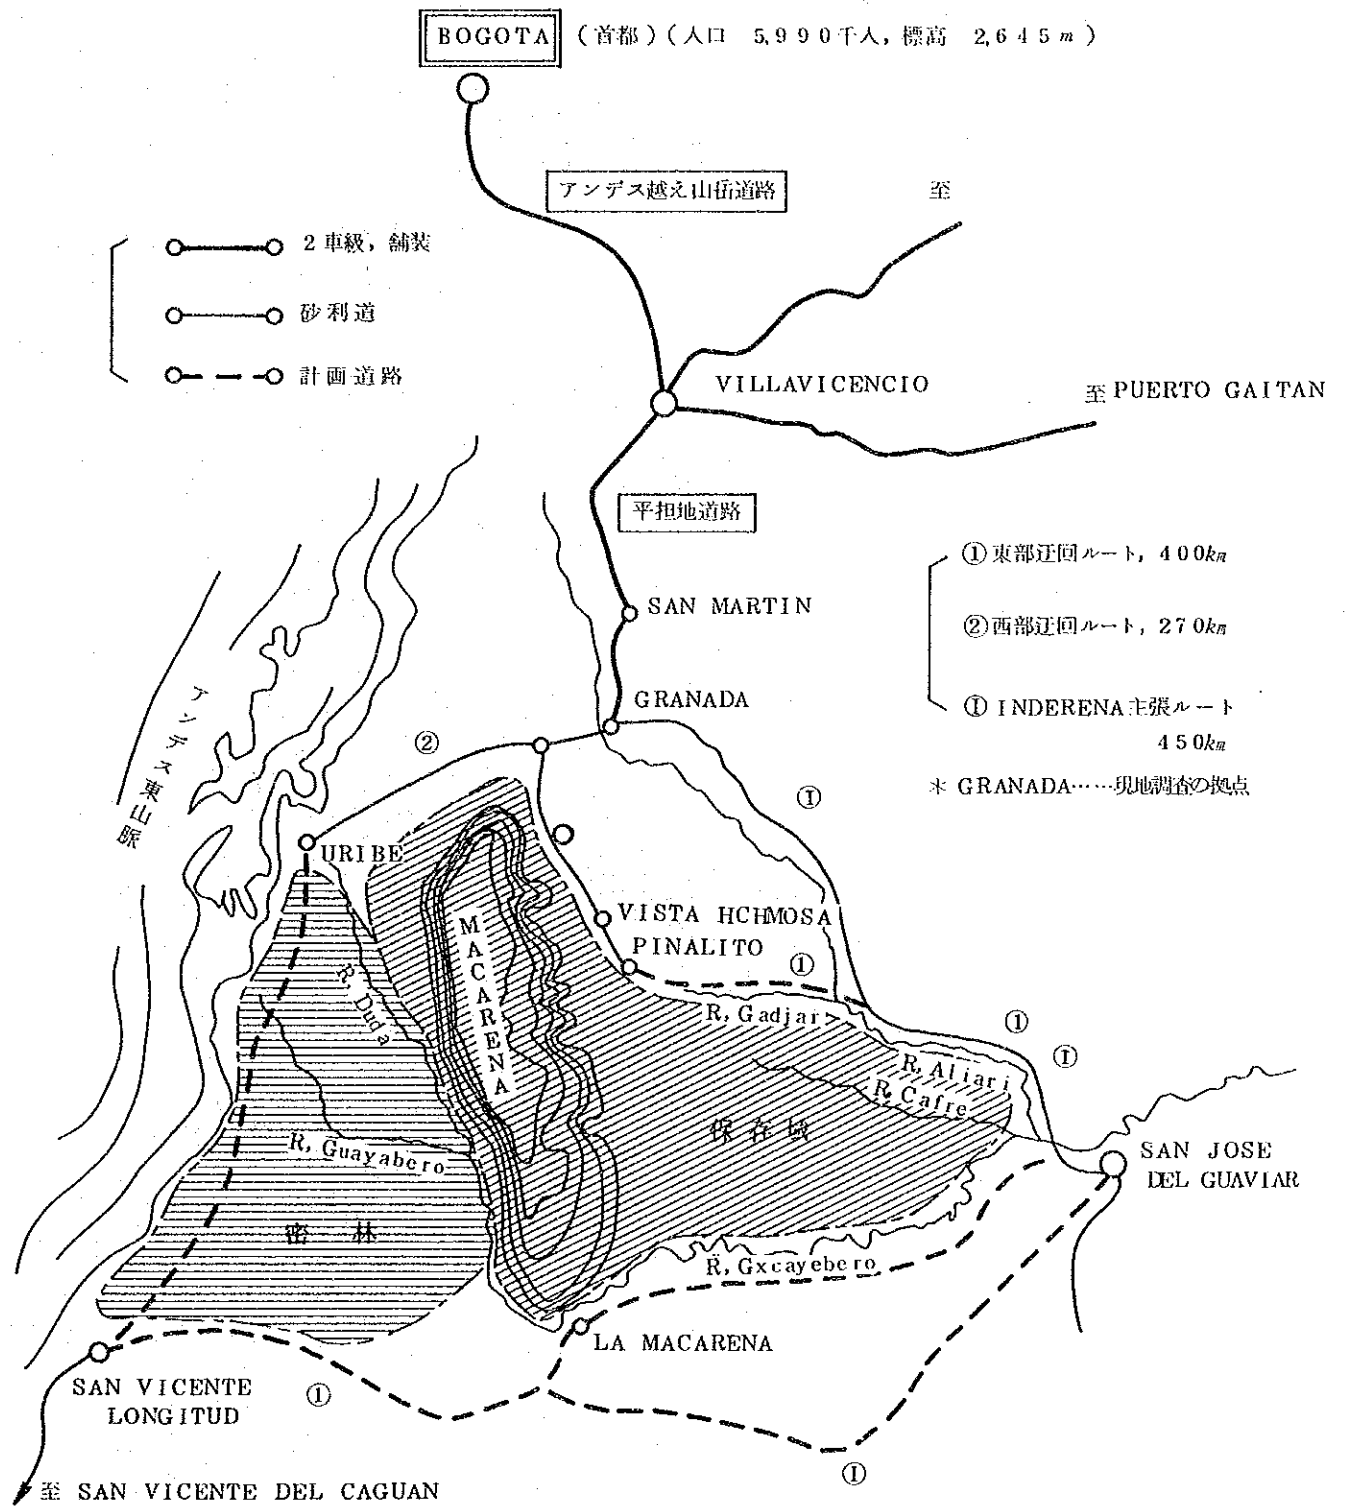 BOGOTA (首都)(人口 5,990千人,標高 2,645m)
アンデス越え山岳道路
至
2車級,舗装
砂利道
計画道路
VILLAVICENCIO
至 PUERTO GAITAN
平担地道路
①東部迂回ルート, 400km
SAN MARTIN
②西部迂回ルート, 270km
GRANADA
Ⓘ INDERENA主張ルート
450km
* GRANADA……現地調査の拠点
②
Ⓘ
アンデス東山脈
URIBE
MACARENA
VISTA HCHMOSA
PINALITO
①
R, Duda
R, Gadjar
①
Ⓘ
R, Aliari
R, Cafre
保存域
R, Guayabero
SAN JOSE
DEL GUAVIAR
密林
R, Gxcayebero
LA MACARENA
SAN VICENTE
LONGITUD
①
Ⓘ
至 SAN VICENTE DEL CAGUAN